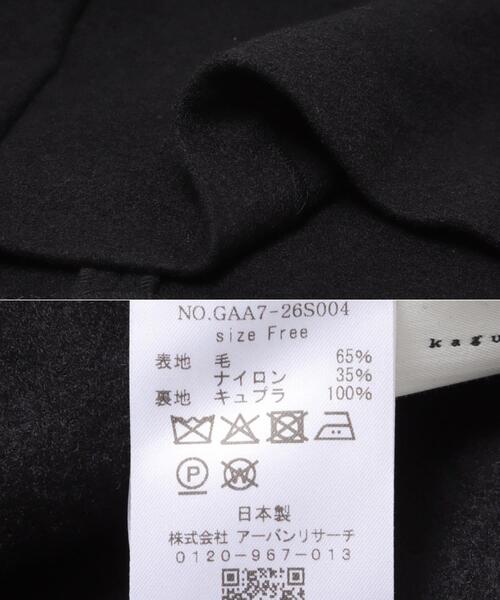 NO.GAA7-26S004
size Free
表地 毛 65%
ナイロン 35%
裏地 キュプラ 100%
P W
日本製
株式会社 アーバンリサーチ
0120-967-013
kagu